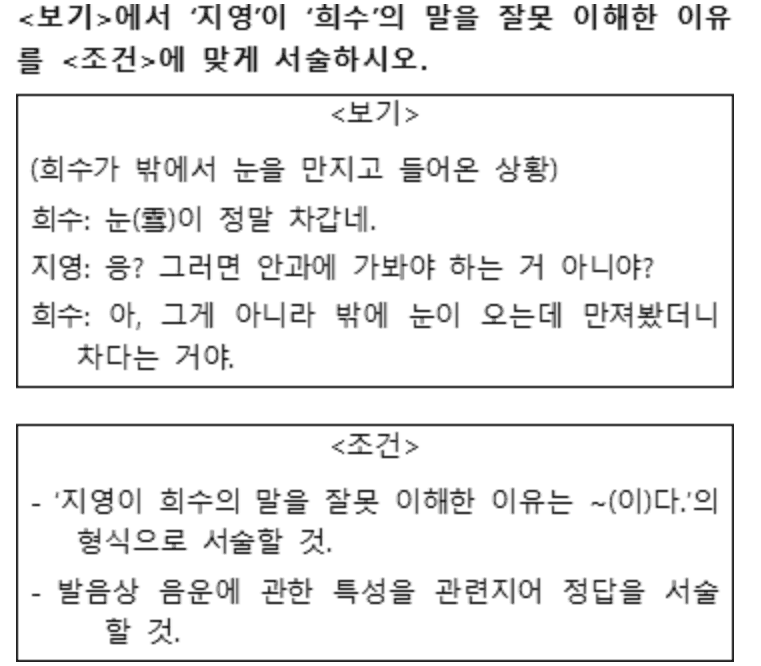 <보기>에서 '지영'이 '희수'의 말을 잘못 이해한 이유
를 <조건>에 맞게 서술하시오.
<보기>
(희수가 밖에서 눈을 만지고 들어온 상황)
희수: 눈(雪)이 정말 차갑네.
지영: 응? 그러면 안과에 가봐야 하는 거 아니야?
희수: 아, 그게 아니라 밖에 눈이 오는데 만져봤더니
차다는 거야.
<조건>
- '지영이 희수의 말을 잘못 이해한 이유는 ~(이)다.'의
형식으로 서술할 것.
- 발음상 음운에 관한 특성을 관련지어 정답을 서술
할 것.